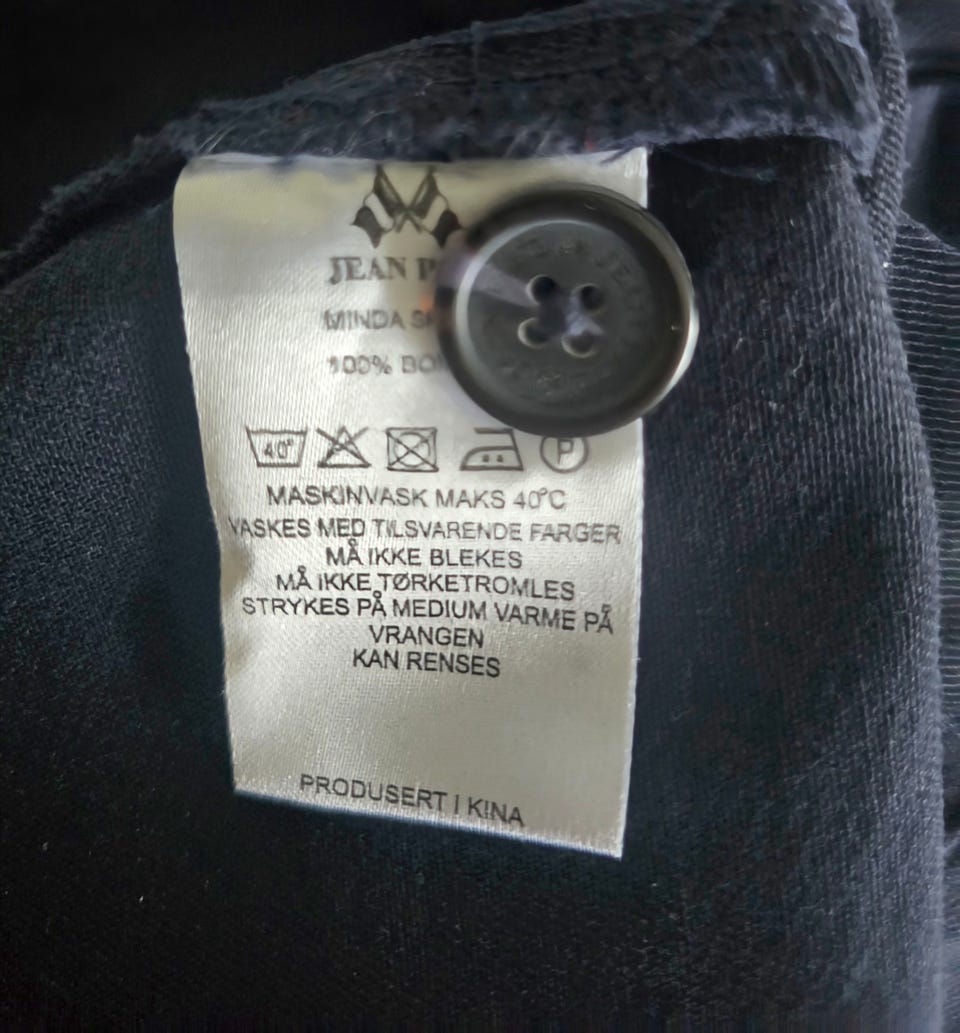 JEAN
MINDA
100%
40°
P
MASKINVASK MAKS 40°C
VASKES MED TILSVARENDE FARGER
MÅ IKKE BLEKES
MÅ IKKE TØRKETROMLES
STRYKES PÅ MEDIUM VARME PÅ
VRANGEN
KAN RENSES
PRODUSERT I KINA